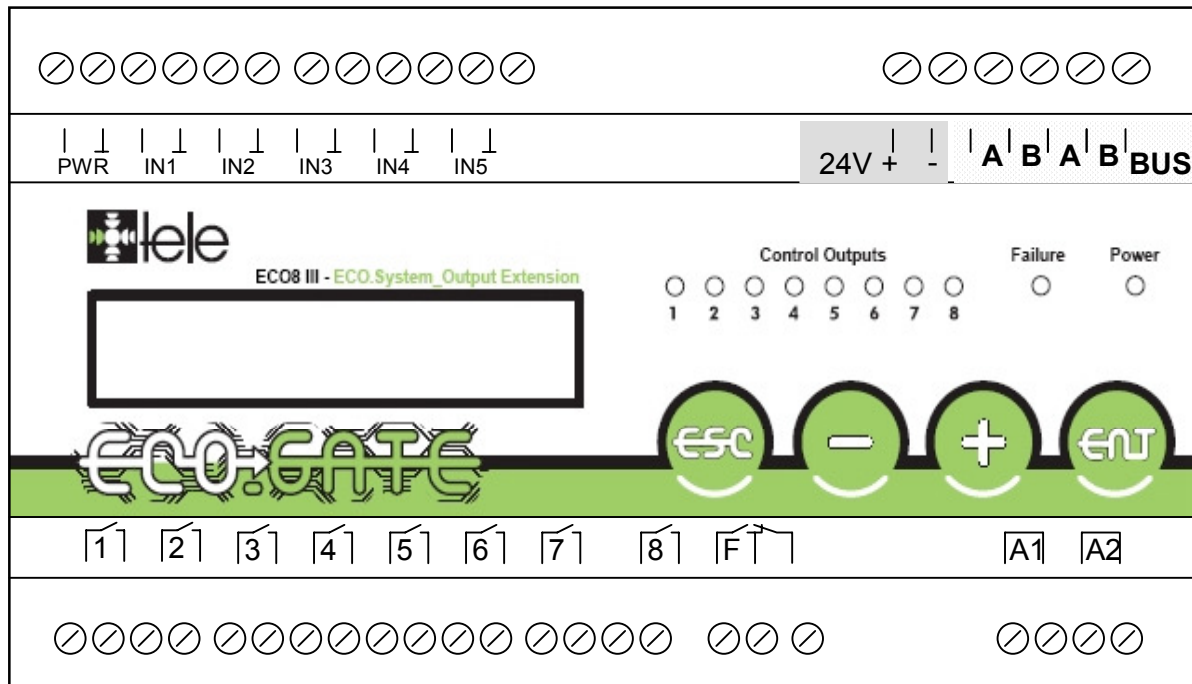 PWR IN1 IN2 IN3 IN4 IN5 24V + - A B A B BUS
tele
ECO8 III - ECO.System_Output Extension
Control Outputs Failure Power
1 2 3 4 5 6 7 8
ECO.GATE
ESC - + ENT
1 2 3 4 5 6 7 8 F A1 A2